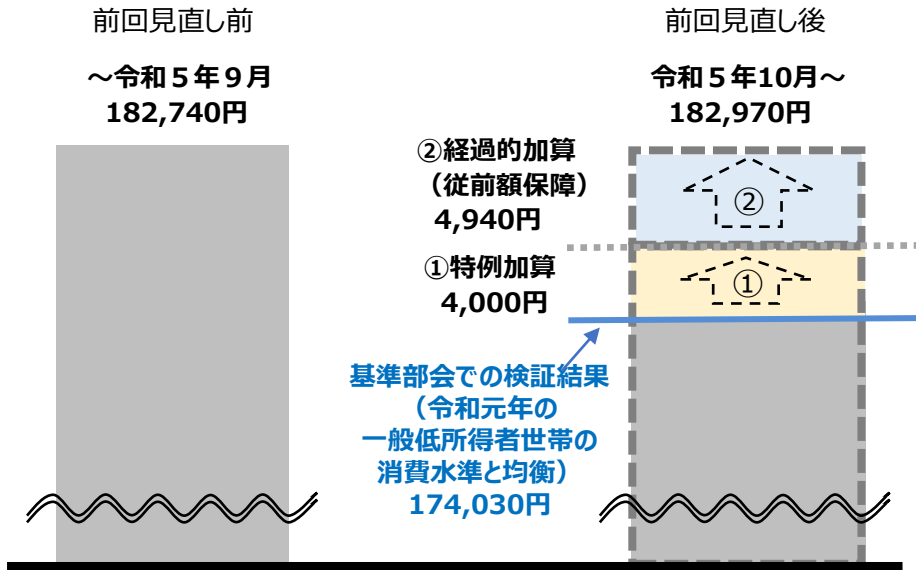 前回見直し前
～令和５年９月
182,740円
前回見直し後
令和５年10月～
182,970円
②経過的加算
（従前額保障）
4,940円
②
①特例加算
4,000円
①
基準部会での検証結果
（令和元年の
一般低所得者世帯の
消費水準と均衡）
174,030円